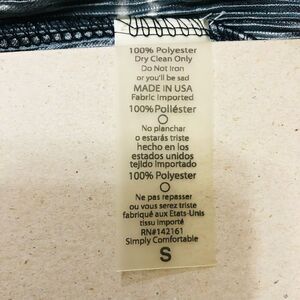 100% Polyester
Dry Clean Only
Do Not Iron
or you'll be sad
MADE IN USA
Fabric Imported
100% Poliéster
No planchar
o estarás triste
hecho en los
estados unidos
tejido importado
100% Polyester
Ne pas repasser
ou vous serez triste
fabriqué aux Etats-Unis
tissu importé
RN#142161
Simply Comfortable
S